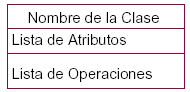 Nombre de la Clase
Lista de Atributos
Lista de Operaciones